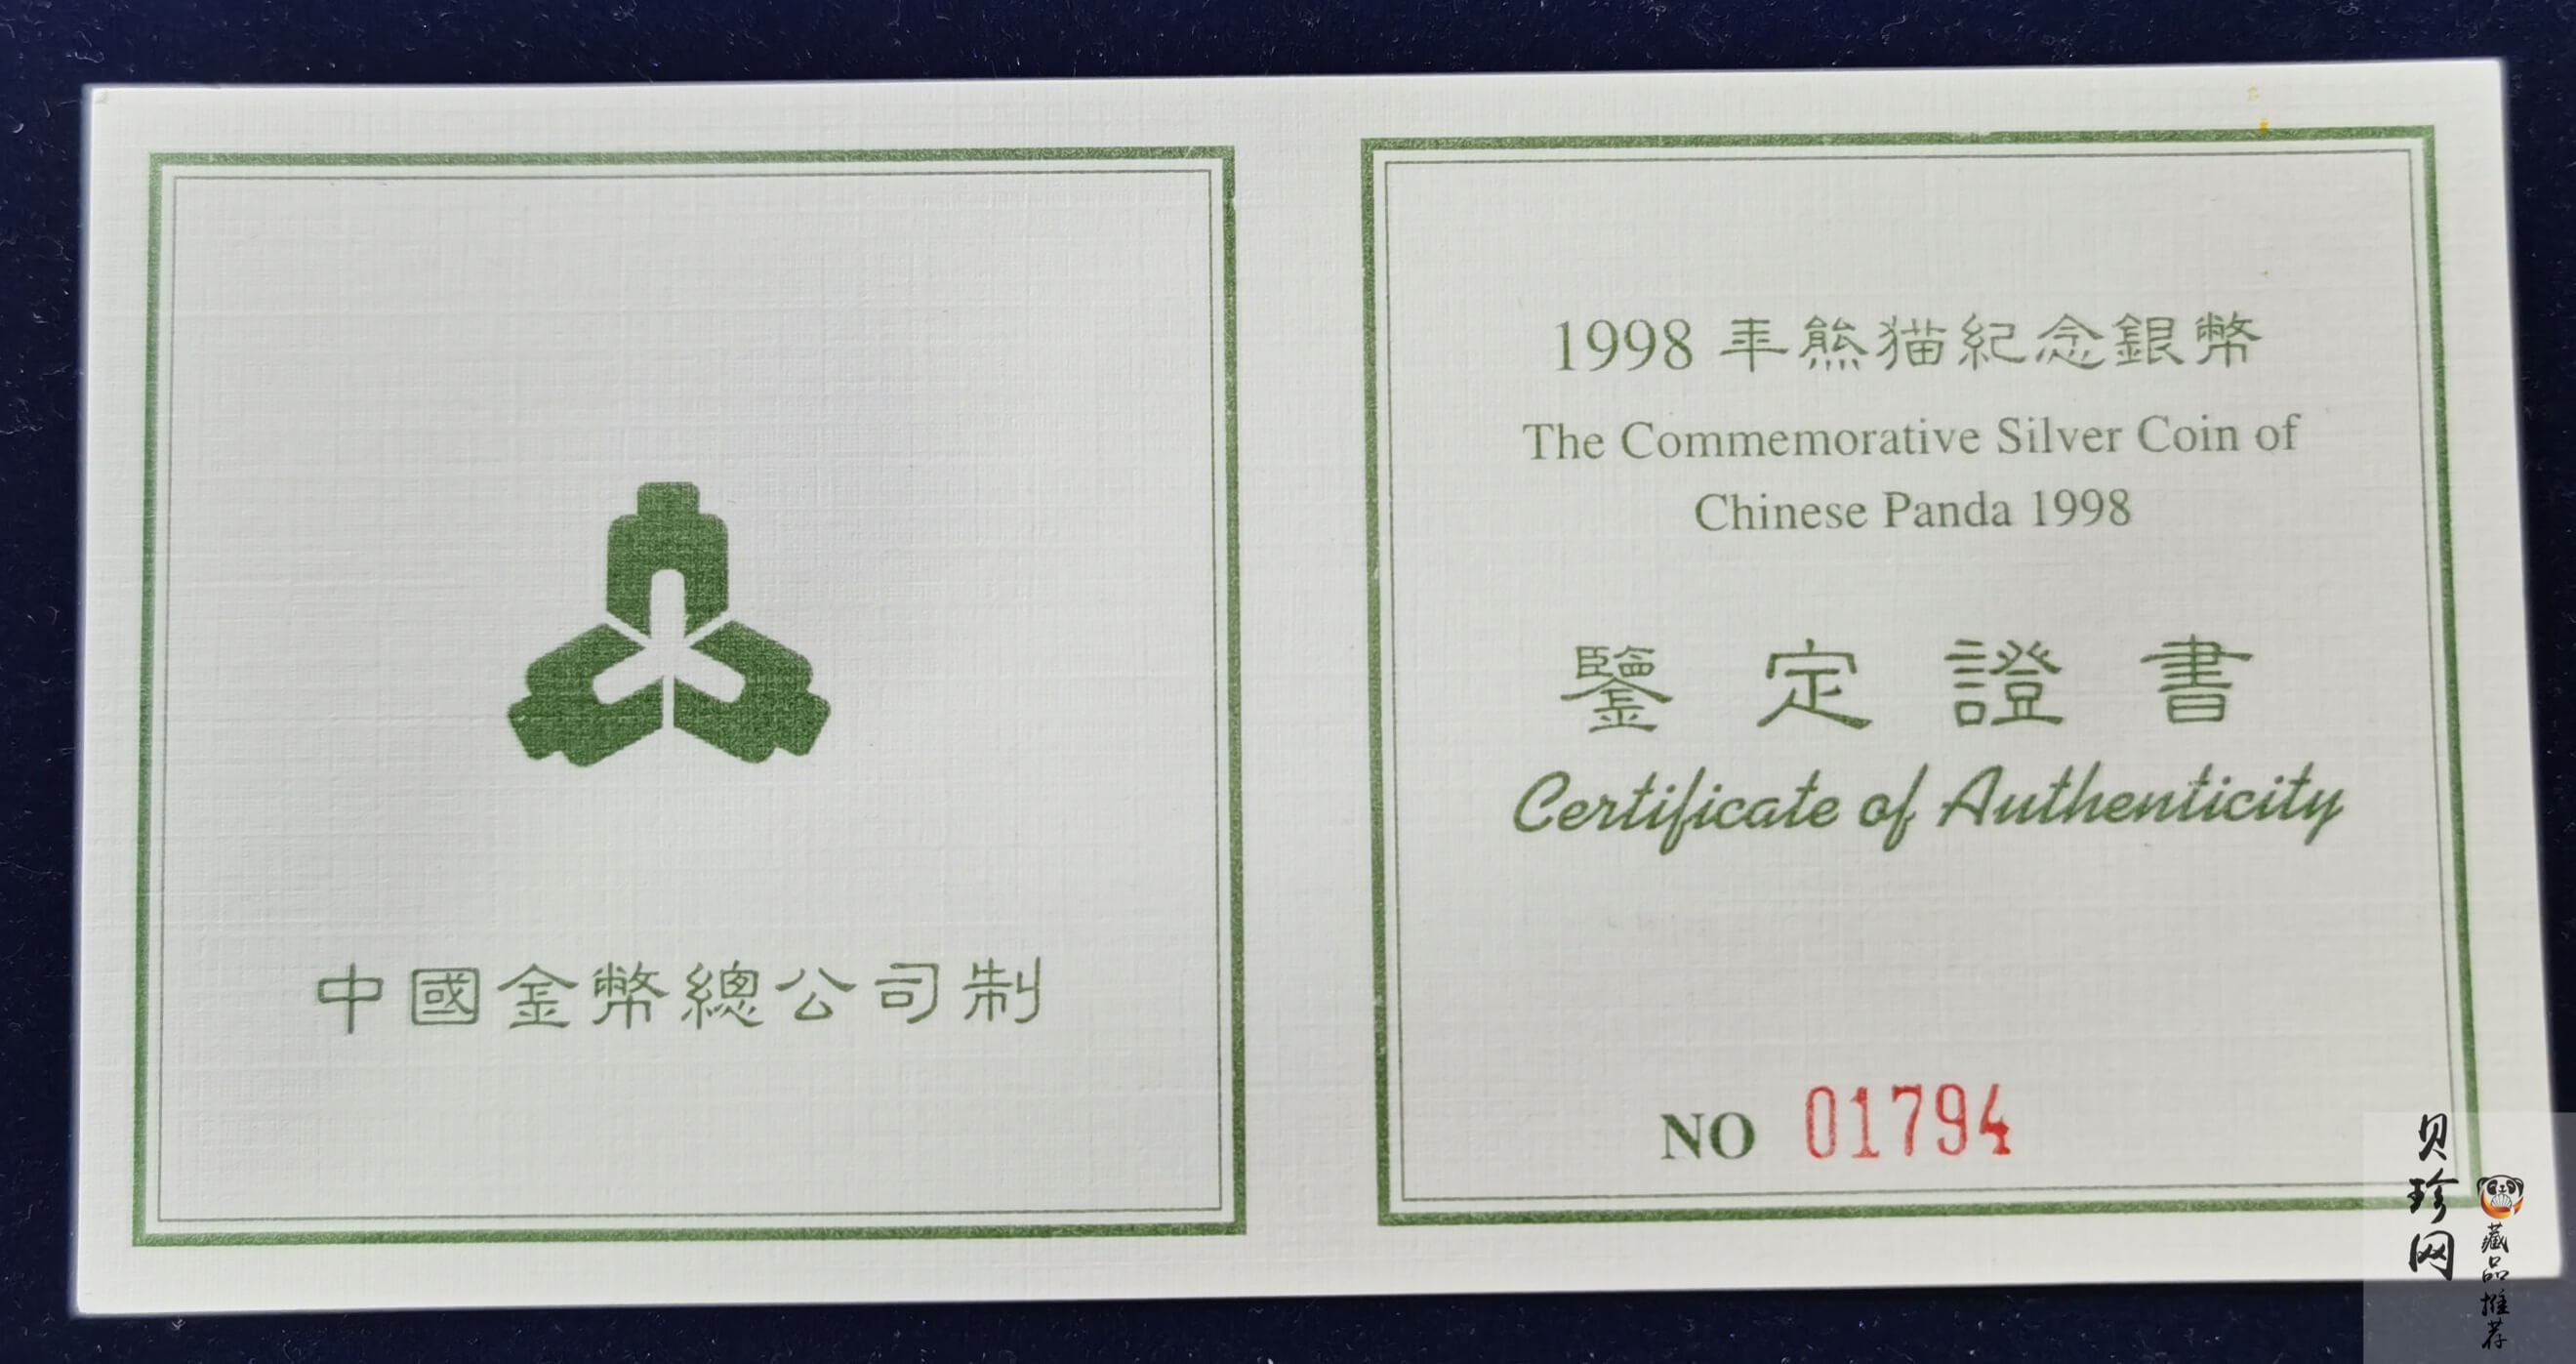 中國金幣總公司制
1998 年熊猫紀念銀幣
The Commemorative Silver Coin of
Chinese Panda 1998
鑒定證書
Certificate of Authenticity
NO 01794
贝珍网
藏品推荐